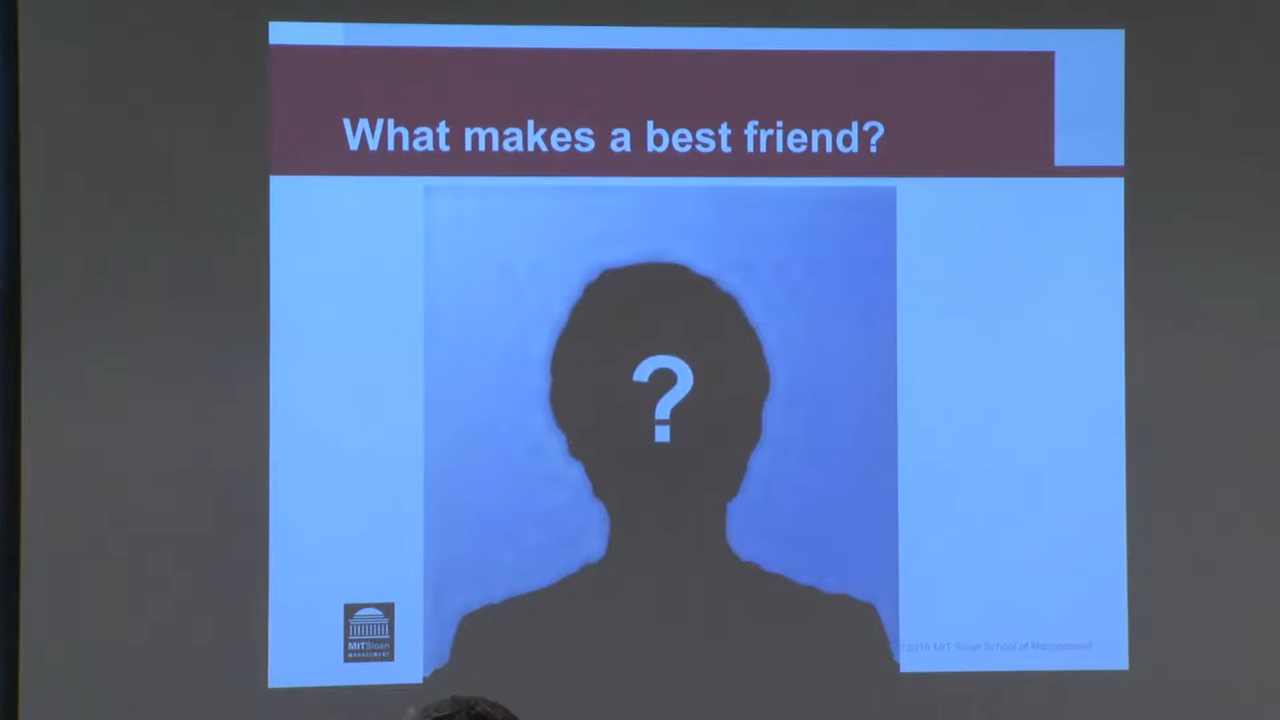 What makes a best friend?
?
MITSloan
MANAGEMENT
© 2016 MIT Sloan School of Management